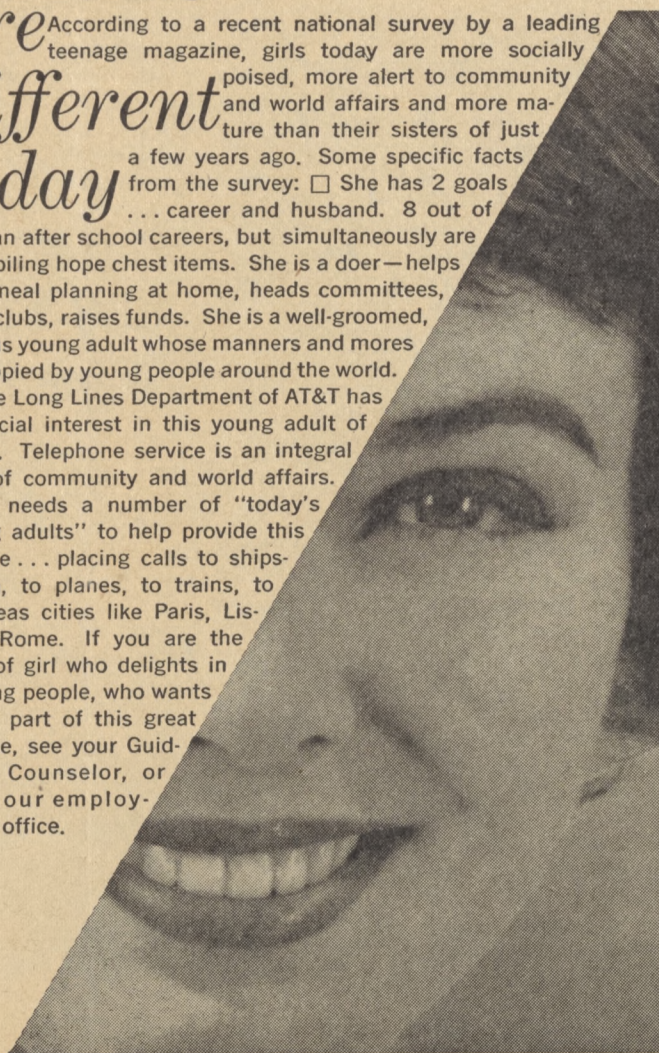 re
ifferent
day
According to a recent national survey by a leading
teenage magazine, girls today are more socially
poised, more alert to community
and world affairs and more ma-
ture than their sisters of just
a few years ago. Some specific facts
from the survey: □ She has 2 goals
... career and husband. 8 out of
an after school careers, but simultaneously are
piling hope chest items. She is a doer—helps
meal planning at home, heads committees,
clubs, raises funds. She is a well-groomed,
s young adult whose manners and mores
opied by young people around the world.
e Long Lines Department of AT&T has
cial interest in this young adult of
. Telephone service is an integral
of community and world affairs.
needs a number of "today's
g adults" to help provide this
e... placing calls to ships-
, to planes, to trains, to
eas cities like Paris, Lis-
Rome. If you are the
of girl who delights in
ng people, who wants
part of this great
e, see your Guid-
Counselor, or
our employ-
office.